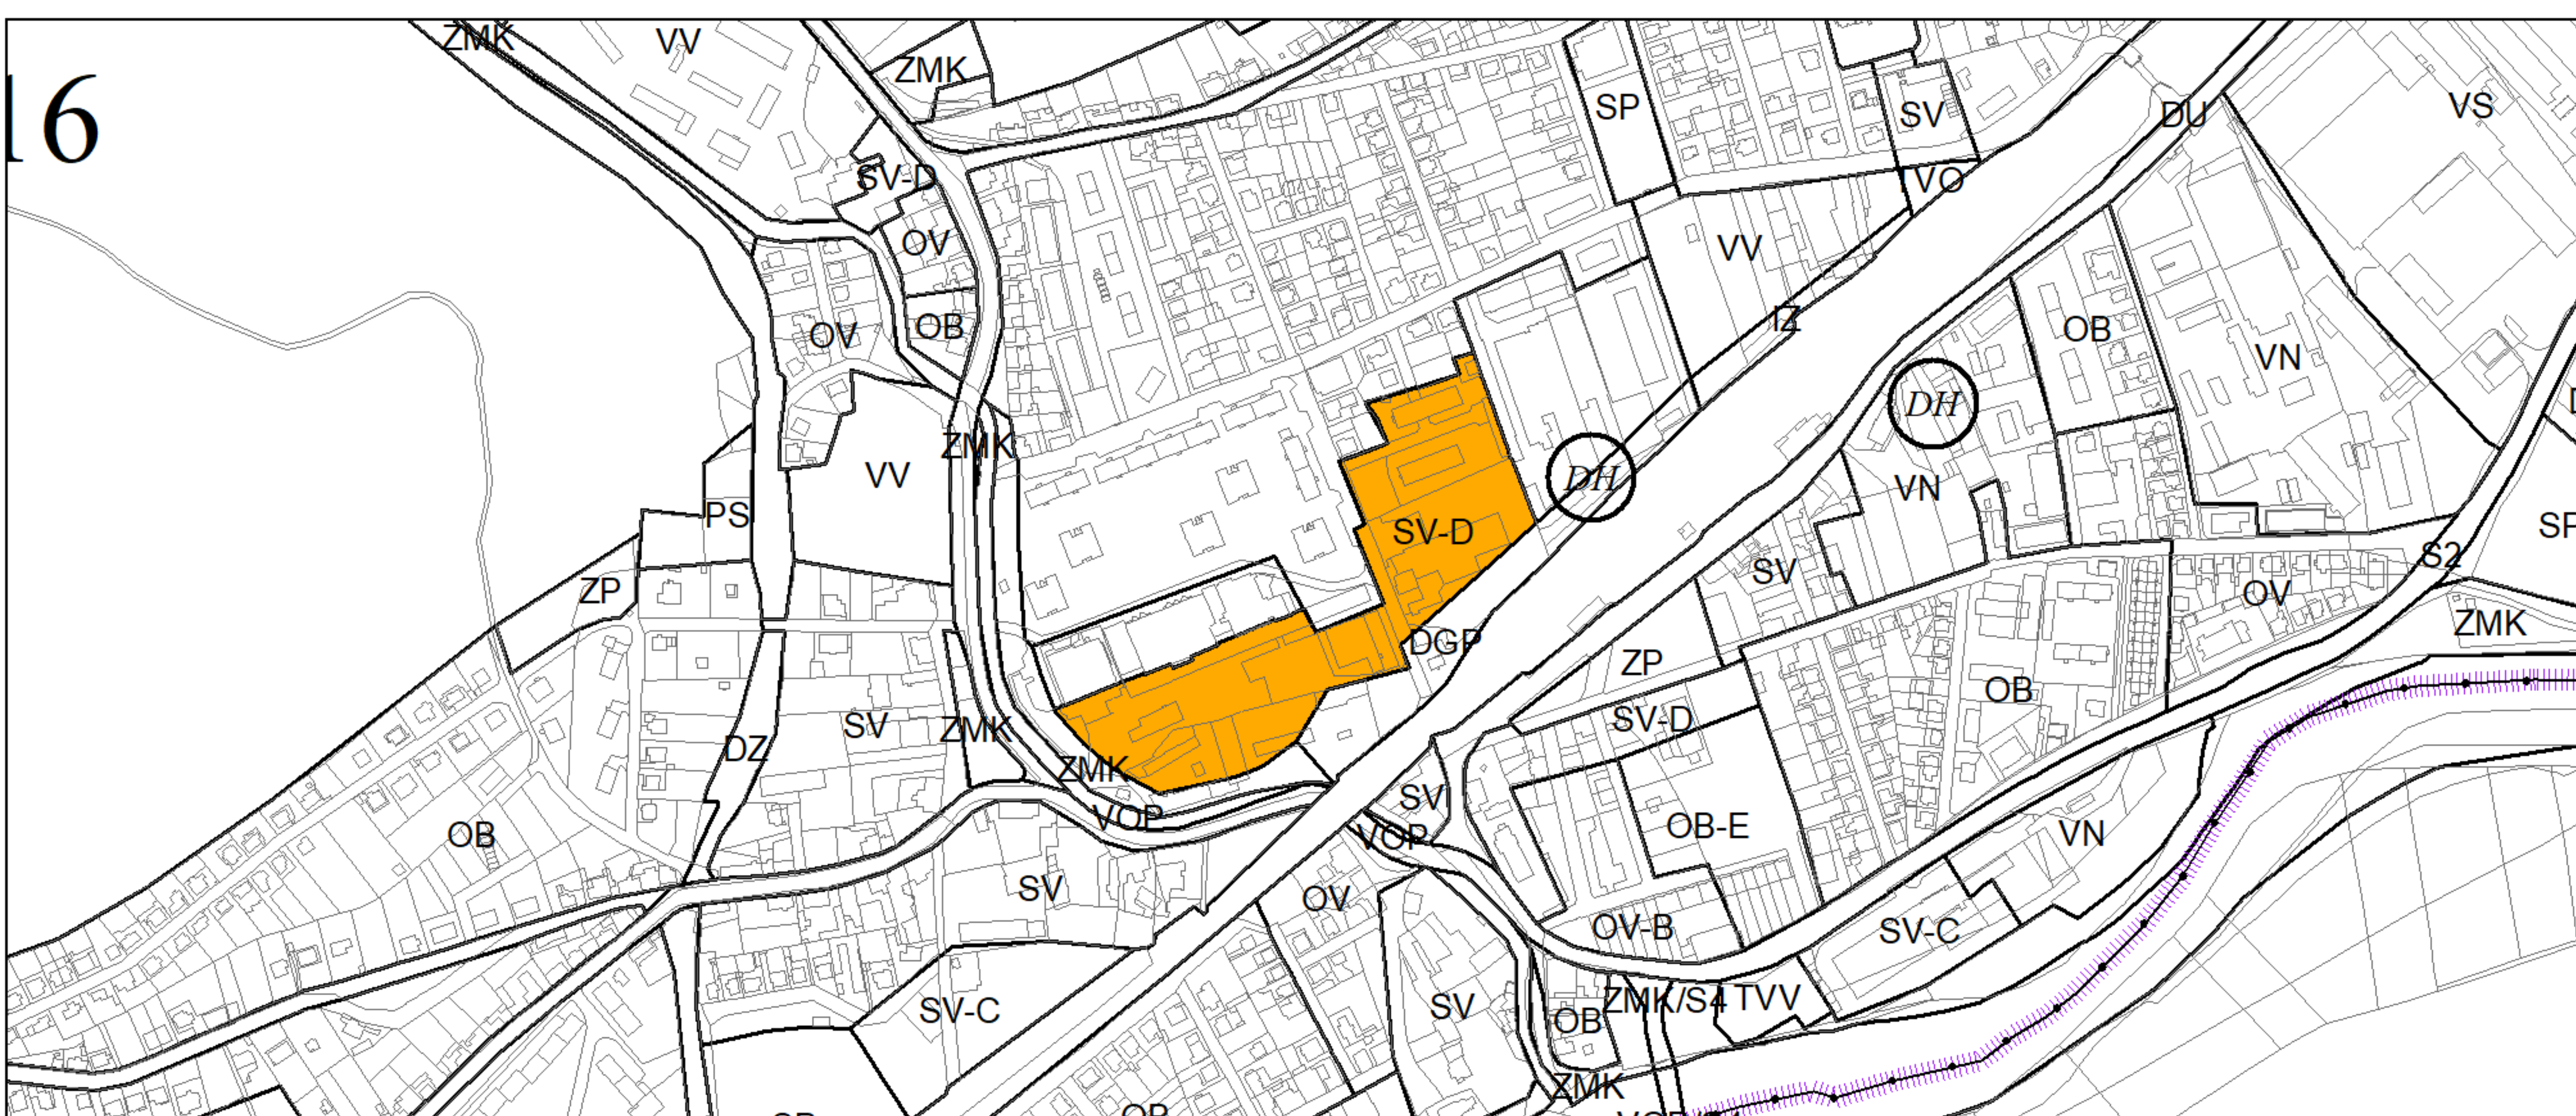 ZMK
VV
ZMK
16
SP
SV
DU
VS
SV-D
TVO
OV
VV
OV
OB
IZ
OB
VN
DH
ZMK
VV
DH
VN
PS
SV-D
SP
S2
SV
ZP
OV
ZMK
DGP
ZP
OB
SV
ZMK
SV-D
DZ
ZMK
SV
VOP
OB-E
OB
VOP
VN
SV
OV
OV-B
SV-C
SV-C
SV
OB
ZMK/S4
TVV
ZMK